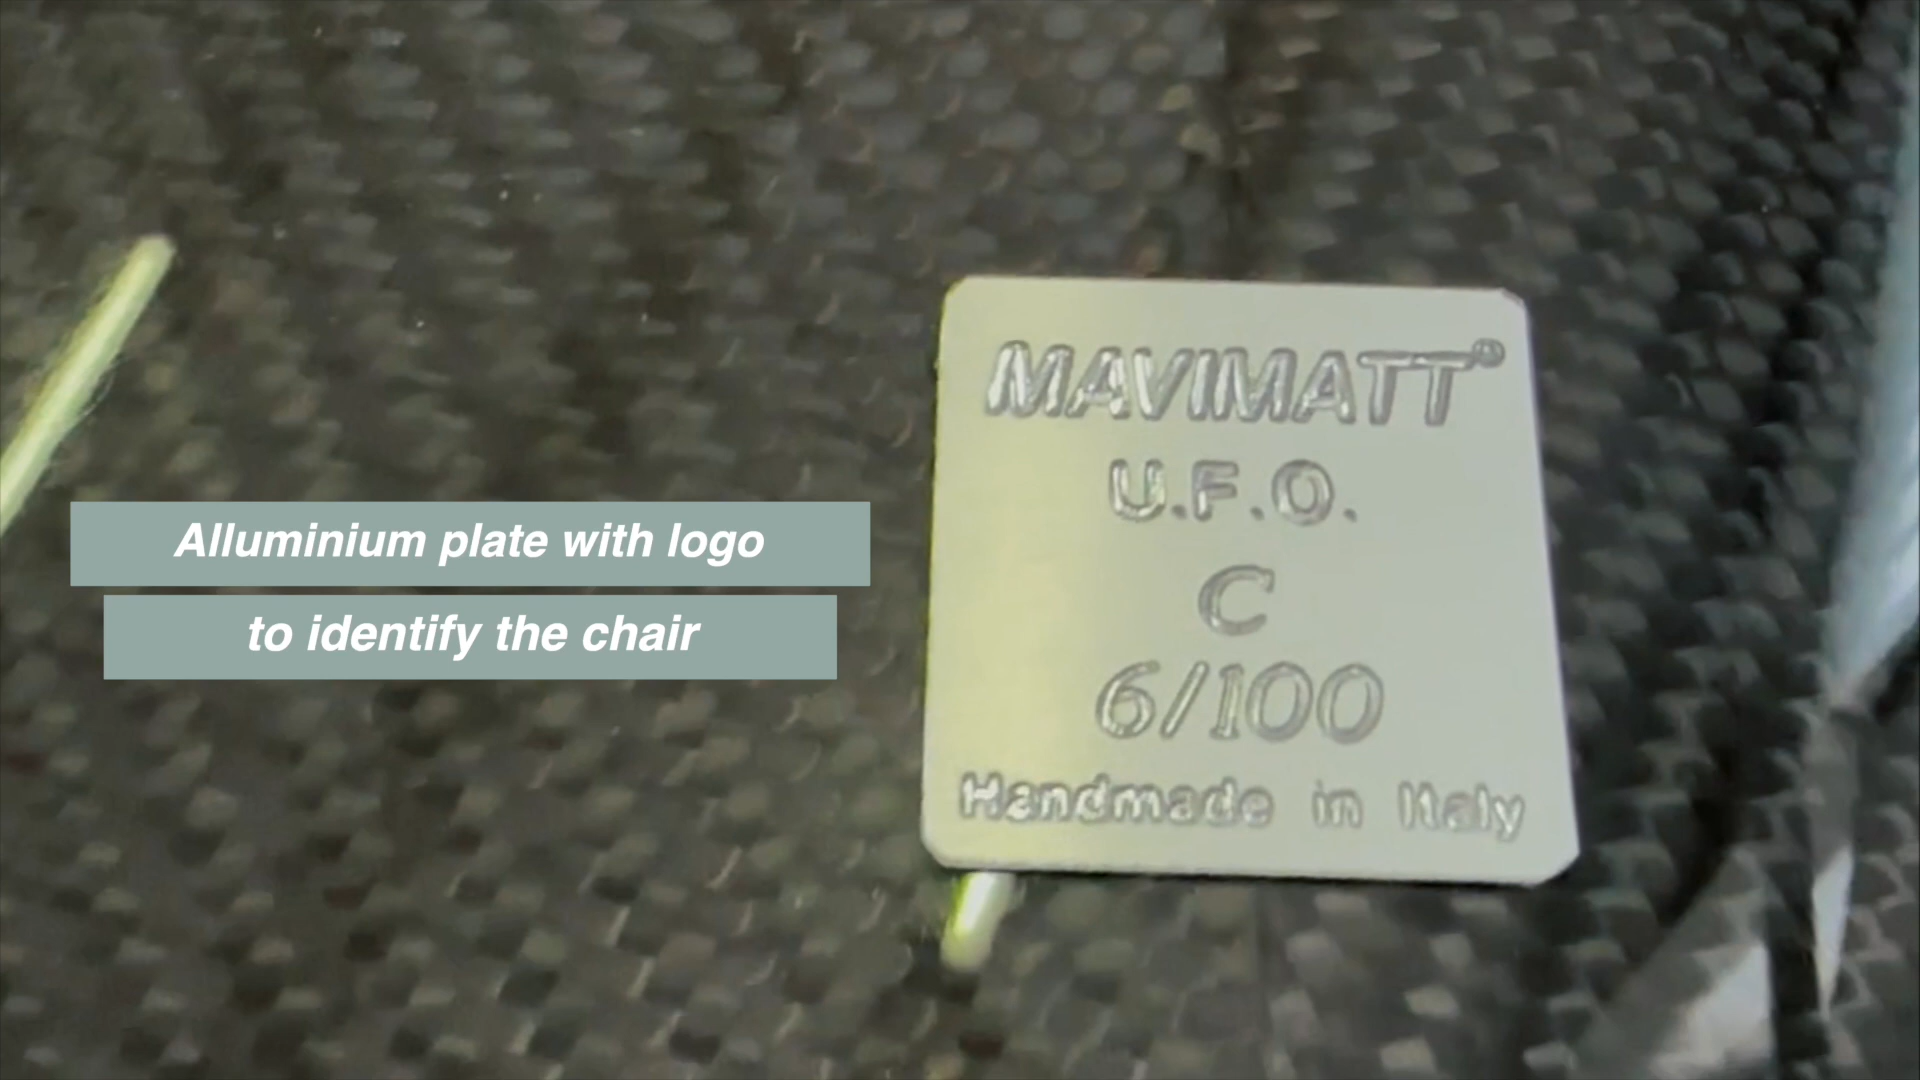 Alluminium plate with logo
to identify the chair
MAVIMATT®
U.F.O.
C
6/100
Handmade in Italy